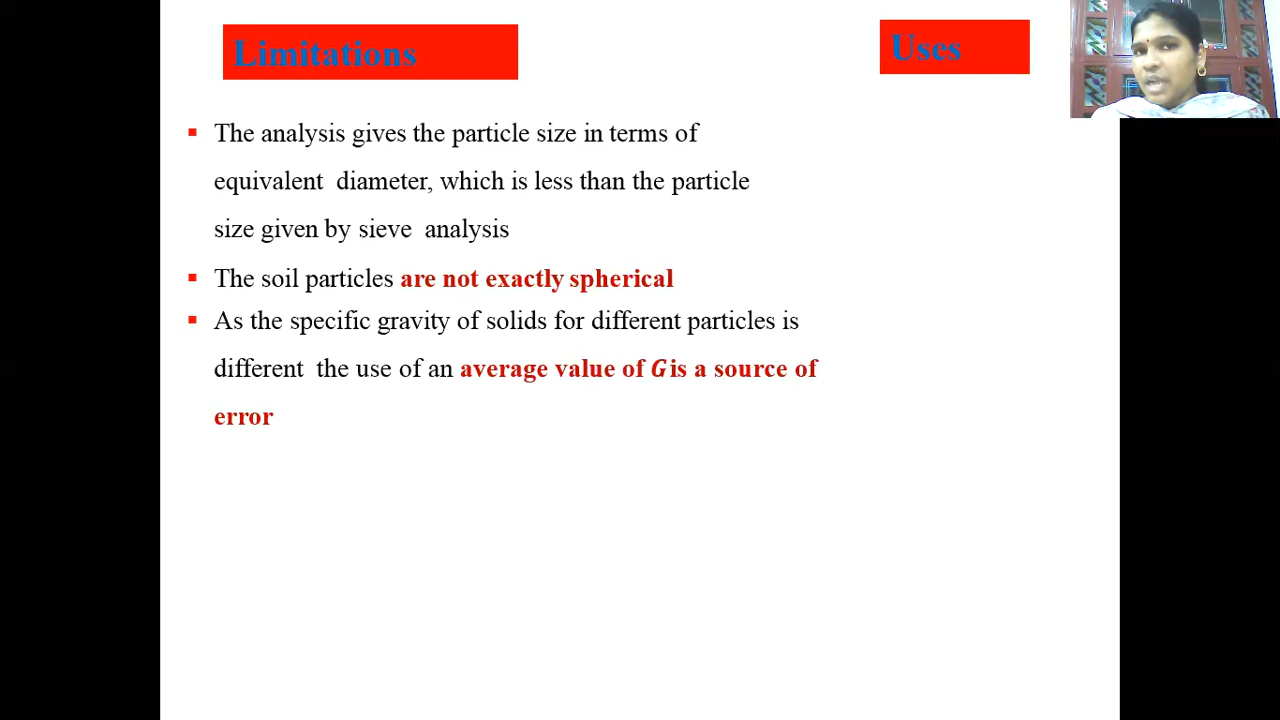 Limitations
Uses
The analysis gives the particle size in terms of
equivalent diameter, which is less than the particle
size given by sieve analysis
The soil particles are not exactly spherical
As the specific gravity of solids for different particles is
different the use of an average value of G is a source of
error